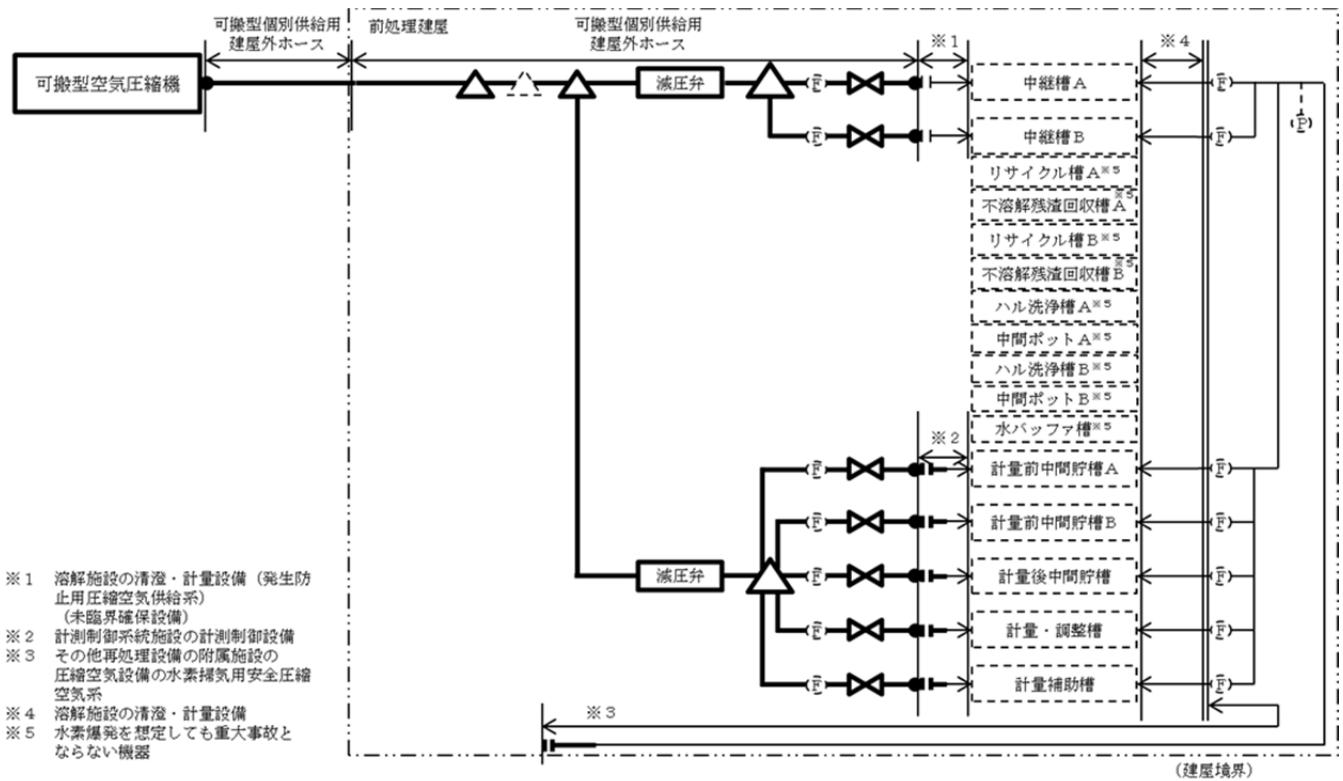 可搬型個別供給用
建屋外ホース
前処理建屋
可搬型個別供給用
建屋外ホース
※1
※4
可搬型空気圧縮機
減圧弁
F
中継槽A
F
P
F
中継槽B
F
リサイクル槽A※5
不溶解残渣回収槽A※5
リサイクル槽B※5
不溶解残渣回収槽B※5
ハル洗浄槽A※5
中間ポットA※5
ハル洗浄槽B※5
中間ポットB※5
水バッファ槽※5
※2
F
計量前中間貯槽A
F
F
計量前中間貯槽B
F
減圧弁
F
計量後中間貯槽
F
F
計量・調整槽
F
F
計量補助槽
F
※3
※1 溶解施設の清澄・計量設備（発生防
止用圧縮空気供給系）
（未臨界確保設備）
※2 計測制御系統施設の計測制御設備
※3 その他再処理設備の附属施設の
圧縮空気設備の水素掃気用安全圧縮
空気系
※4 溶解施設の清澄・計量設備
※5 水素爆発を想定しても重大事故と
ならない機器
（建屋境界）